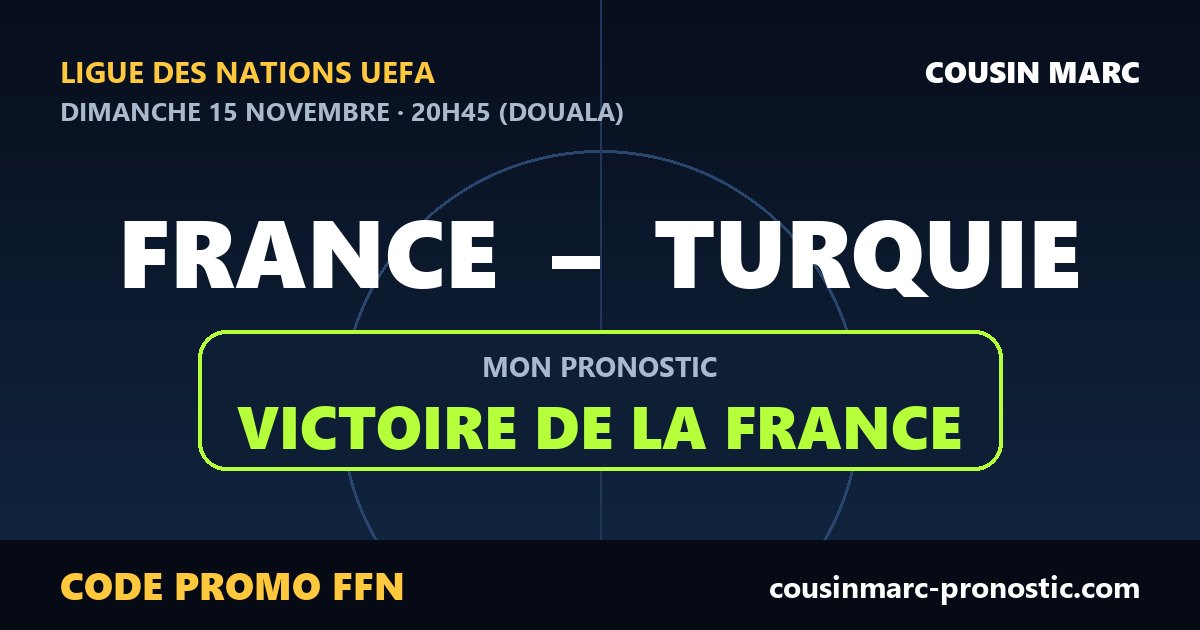 LIGUE DES NATIONS UEFA
COUSIN MARC
DIMANCHE 15 NOVEMBRE · 20H45 (DOUALA)
FRANCE – TURQUIE
MON PRONOSTIC
VICTOIRE DE LA FRANCE
CODE PROMO FFN
cousinmarc-pronostic.com